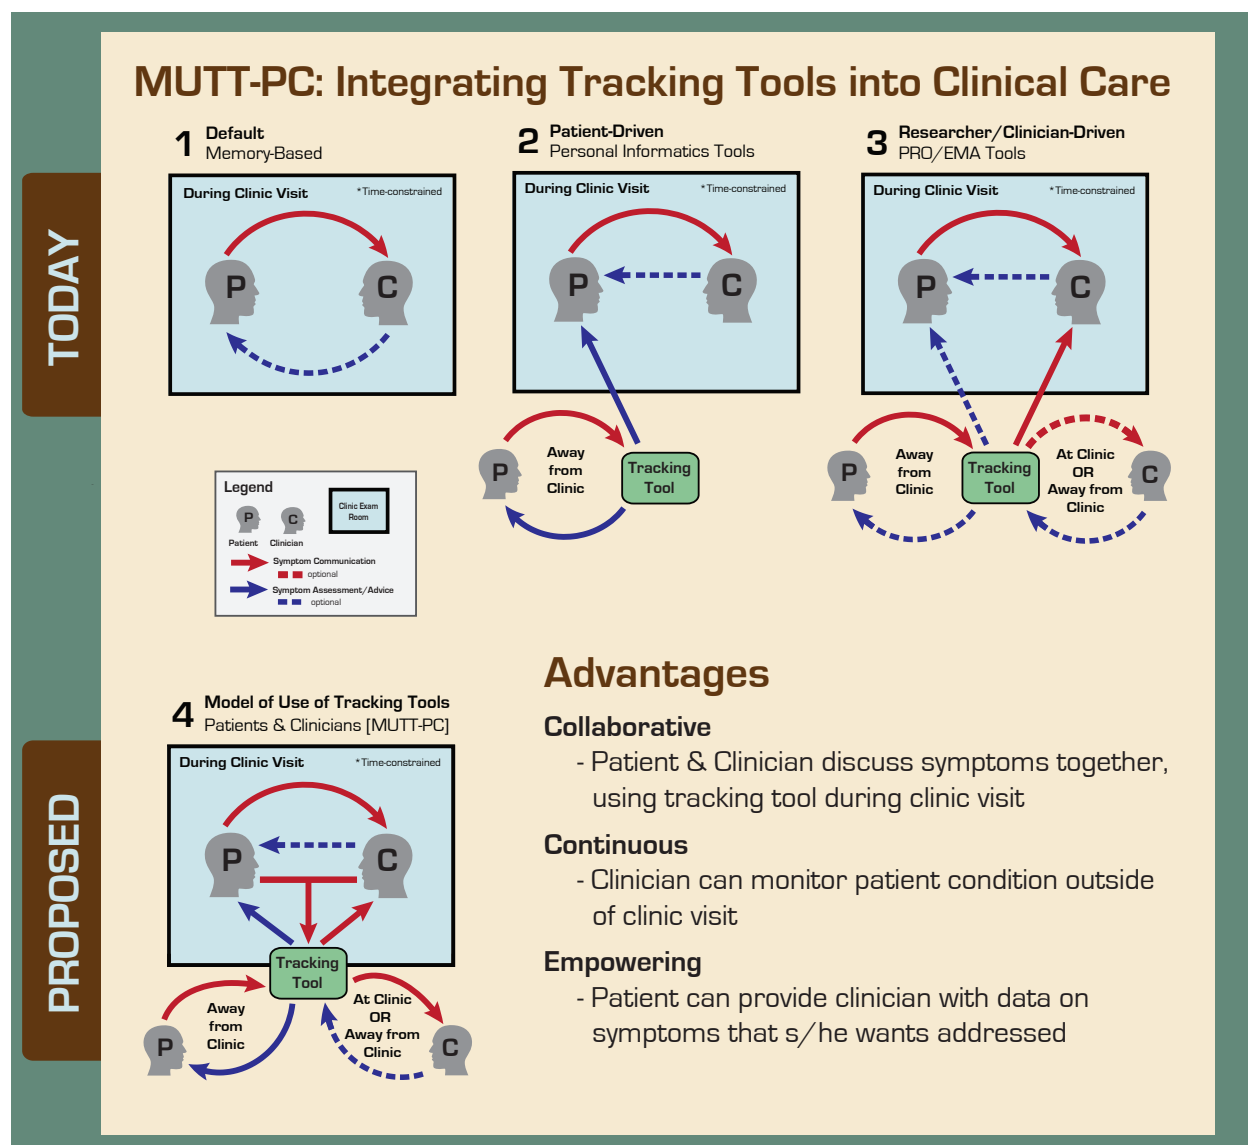 MUTT-PC: Integrating Tracking Tools into Clinical Care
TODAY
1 Default
Memory-Based
During Clinic Visit *Time-constrained
P C
2 Patient-Driven
Personal Informatics Tools
During Clinic Visit *Time-constrained
P C
P
Away
from
Clinic
Tracking
Tool
3 Researcher/Clinician-Driven
PRO/EMA Tools
During Clinic Visit *Time-constrained
P C
P
Away
from
Clinic
Tracking
Tool
At Clinic
OR
Away from
Clinic
C
Legend
P C
Patient Clinician
Clinic Exam
Room
Symptom Communication
optional
Symptom Assessment/Advice
optional
PROPOSED
4 Model of Use of Tracking Tools
Patients & Clinicians [MUTT-PC]
During Clinic Visit *Time-constrained
P C
Tracking
Tool
P
Away
from
Clinic
At Clinic
OR
Away from
Clinic
C
Advantages
Collaborative
- Patient & Clinician discuss symptoms together,
using tracking tool during clinic visit
Continuous
- Clinician can monitor patient condition outside
of clinic visit
Empowering
- Patient can provide clinician with data on
symptoms that s/he wants addressed